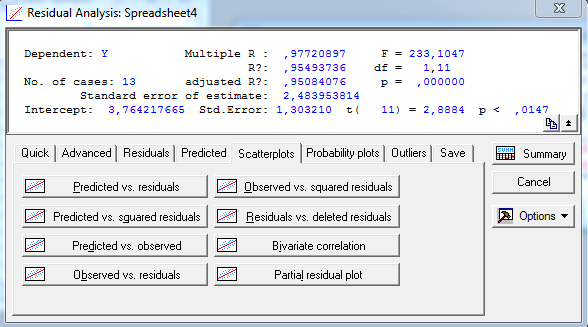 Residual Analysis: Spreadsheet4
Dependent: Y Multiple R : ,97720897 F = 233,1047
R?: ,95493736 df = 1,11
No. of cases: 13 adjusted R?: ,95084076 p = ,000000
Standard error of estimate: 2,483953814
Intercept: 3,764217665 Std.Error: 1,303210 t( 11) = 2,8884 p < ,0147
Quick Advanced Residuals Predicted Scatterplots Probability plots Outliers Save
Predicted vs. residuals Observed vs. squared residuals
Predicted vs. squared residuals Residuals vs. deleted residuals
Predicted vs. observed Bivariate correlation
Observed vs. residuals Partial residual plot
Summary
Cancel
Options